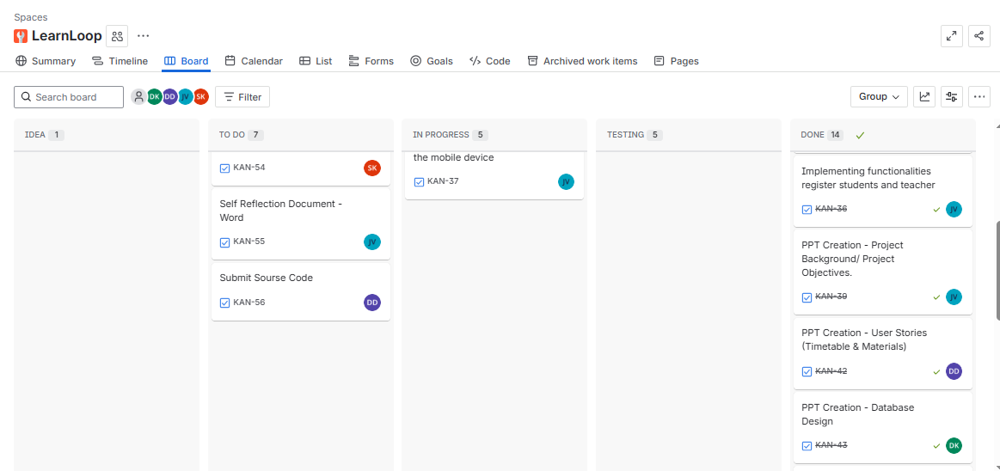 Spaces
LearnLoop
Summary Timeline Board Calendar List Forms Goals Code Archived work items Pages
Search board DK DD JV SK Filter Group
IDEA 1
TO DO 7
KAN-54 SK
Self Reflection Document -
Word
KAN-55 JV
Submit Sourse Code
KAN-56 DD
IN PROGRESS 5
the mobile device
KAN-37 JV
TESTING 5
DONE 14
Implementing functionalities
register students and teacher
KAN-36 JV
PPT Creation - Project
Background/ Project
Objectives.
KAN-39 JV
PPT Creation - User Stories
(Timetable & Materials)
KAN-42 DD
PPT Creation - Database
Design
KAN-43 DK